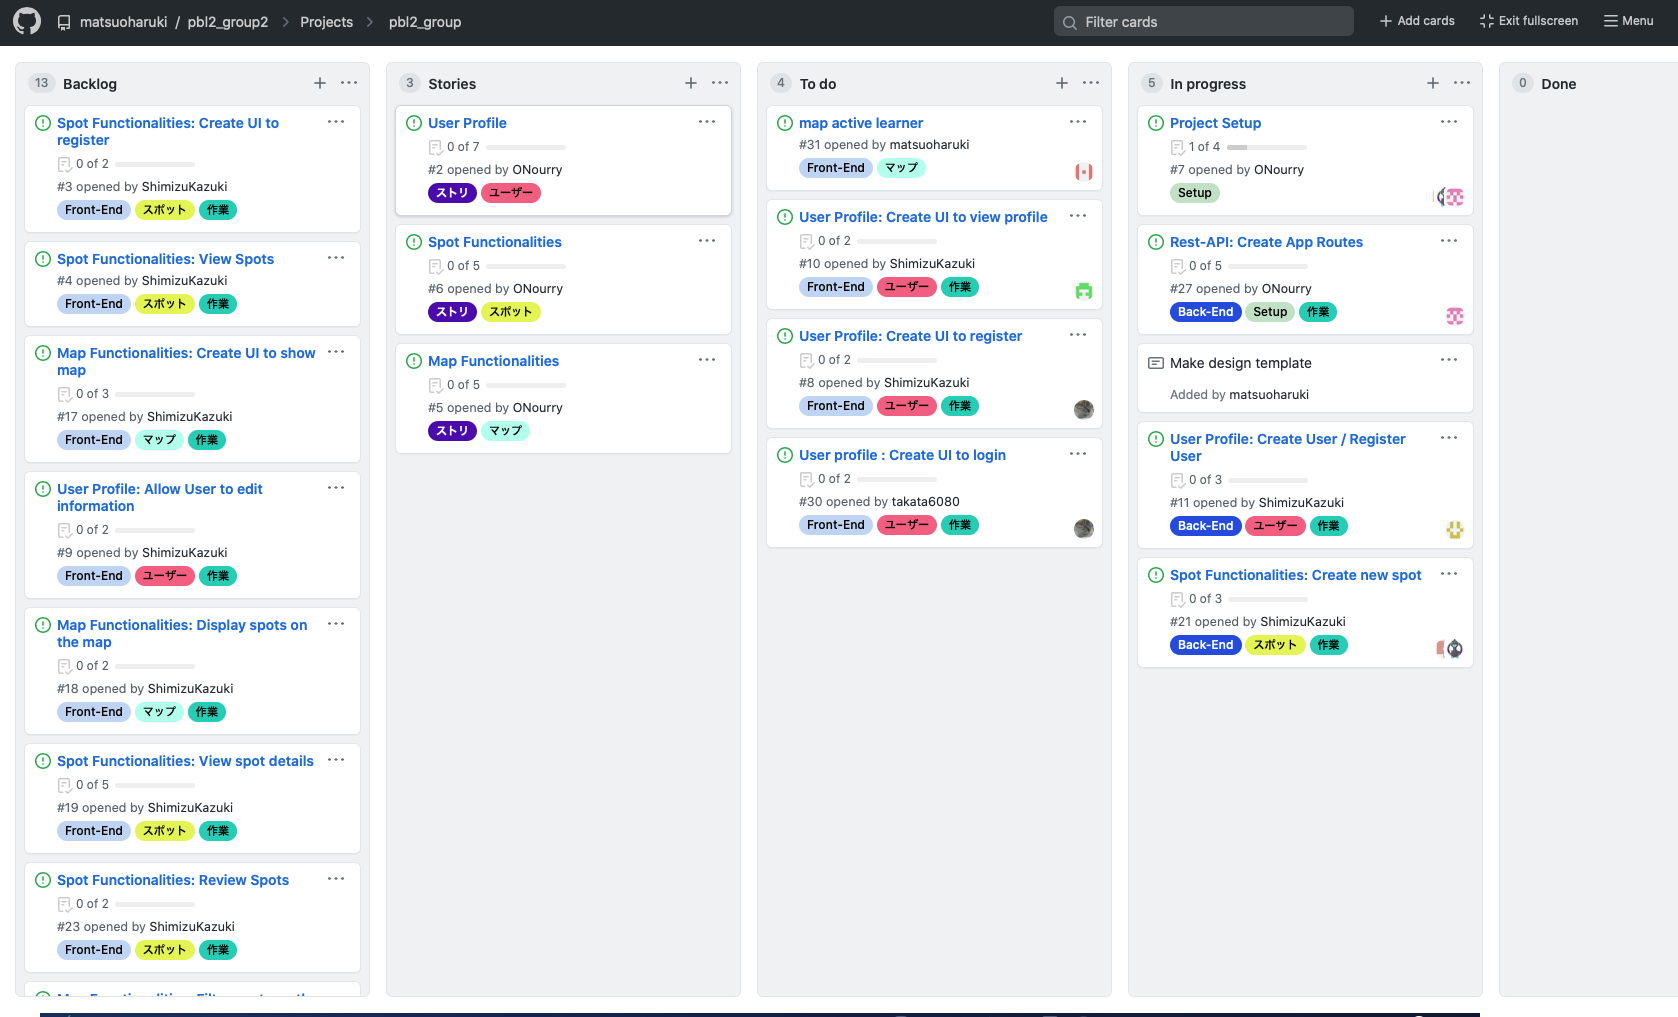 matsuoharuki / pbl2_group2 > Projects > pbl2_group
Filter cards
Add cards
Exit fullscreen
Menu
13 Backlog
Spot Functionalities: Create UI to
register
0 of 2
#3 opened by ShimizuKazuki
Front-End スポット 作業
Spot Functionalities: View Spots
#4 opened by ShimizuKazuki
Front-End スポット 作業
Map Functionalities: Create UI to show
map
0 of 3
#17 opened by ShimizuKazuki
Front-End マップ 作業
User Profile: Allow User to edit
information
0 of 2
#9 opened by ShimizuKazuki
Front-End ユーザー 作業
Map Functionalities: Display spots on
the map
0 of 2
#18 opened by ShimizuKazuki
Front-End マップ 作業
Spot Functionalities: View spot details
0 of 5
#19 opened by ShimizuKazuki
Front-End スポット 作業
Spot Functionalities: Review Spots
0 of 2
#23 opened by ShimizuKazuki
Front-End スポット 作業
3 Stories
User Profile
0 of 7
#2 opened by ONourry
ストリ ユーザー
Spot Functionalities
0 of 5
#6 opened by ONourry
ストリ スポット
Map Functionalities
0 of 5
#5 opened by ONourry
ストリ マップ
4 To do
map active learner
#31 opened by matsuoharuki
Front-End マップ
User Profile: Create UI to view profile
0 of 2
#10 opened by ShimizuKazuki
Front-End ユーザー 作業
User Profile: Create UI to register
0 of 2
#8 opened by ShimizuKazuki
Front-End ユーザー 作業
User profile : Create UI to login
0 of 2
#30 opened by takata6080
Front-End ユーザー 作業
5 In progress
Project Setup
1 of 4
#7 opened by ONourry
Setup
Rest-API: Create App Routes
0 of 5
#27 opened by ONourry
Back-End Setup 作業
Make design template
Added by matsuoharuki
User Profile: Create User / Register
User
0 of 3
#11 opened by ShimizuKazuki
Back-End ユーザー 作業
Spot Functionalities: Create new spot
0 of 3
#21 opened by ShimizuKazuki
Back-End スポット 作業
0 Done